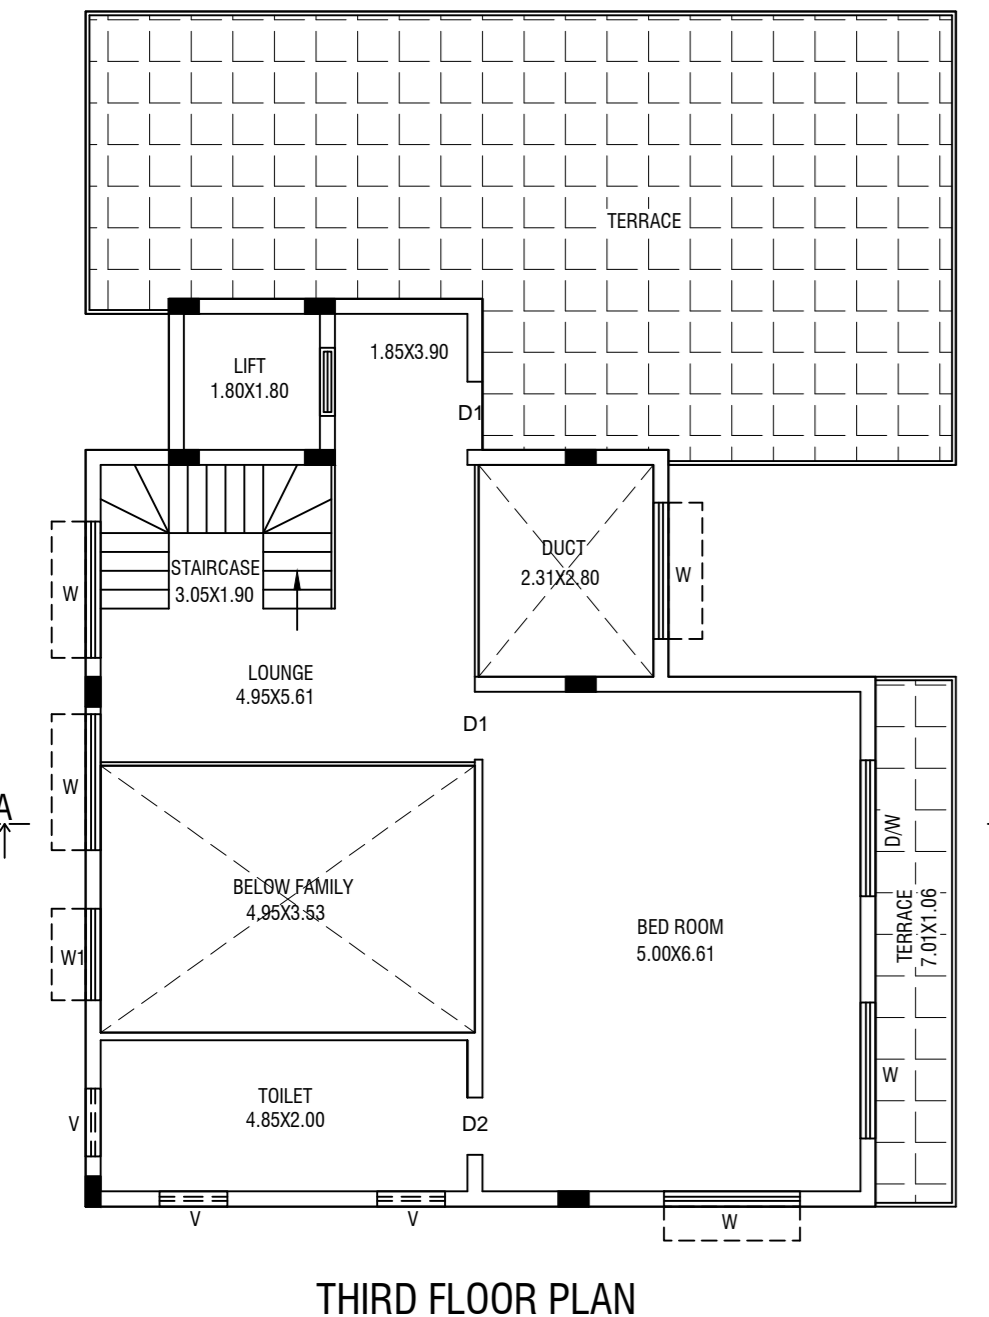 TERRACE
1.85X3.90
LIFT
1.80X1.80
D1
DUCT
2.31X2.80
STAIRCASE
3.05X1.90
W
W
LOUNGE
4.95X5.61
D1
W
A
D/W
BELOW FAMILY
4.95X3.53
TERRACE
7.01X1.06
BED ROOM
5.00X6.61
W1
W
TOILET
4.85X2.00
V
D2
V
V
W
THIRD FLOOR PLAN